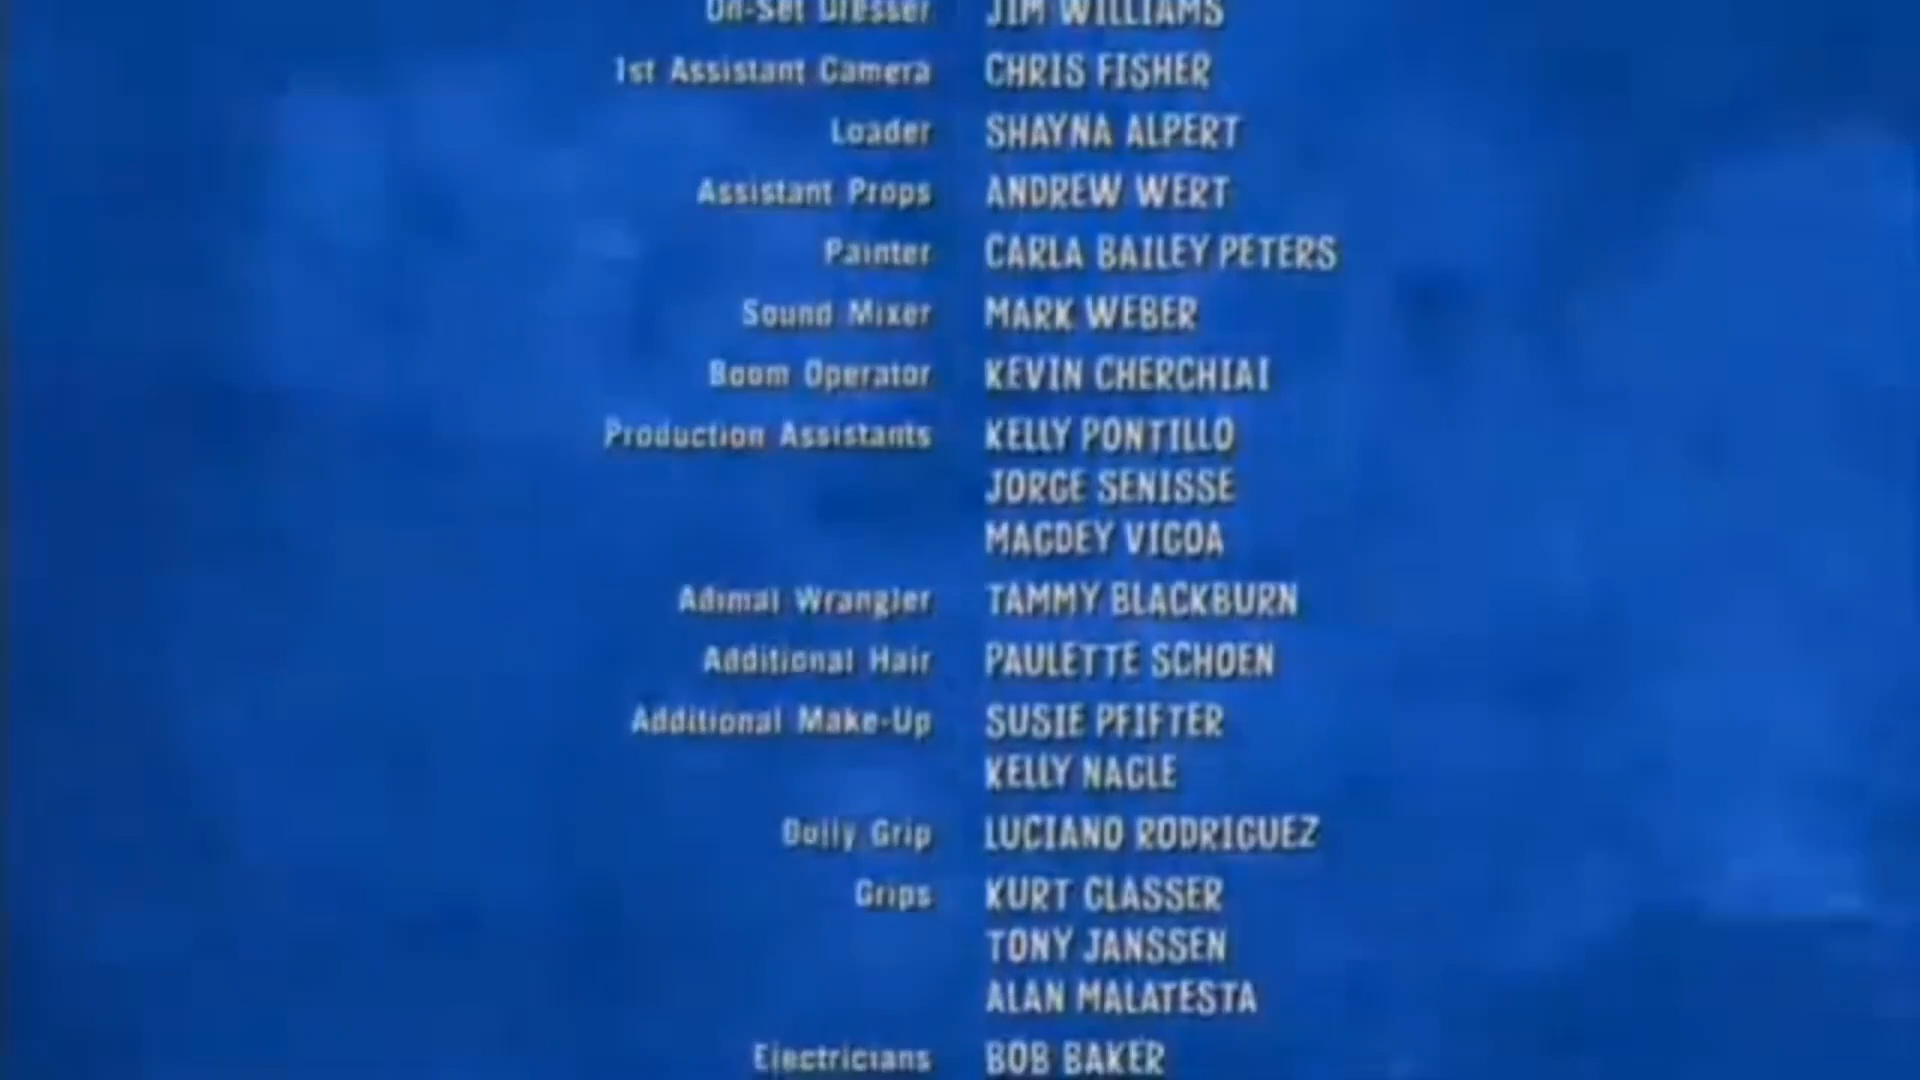 On-Set Dresser JIM WILLIAMS
1st Assistant Camera CHRIS FISHER
Loader SHAYNA ALPERT
Assistant Props ANDREW WERT
Painter CARLA BAILEY PETERS
Sound Mixer MARK WEBER
Boom Operator KEVIN CHERCHIAI
Production Assistants KELLY PONTILLO
JORGE SENISSE
MAGDEY VIGOA
Adimal Wrangler TAMMY BLACKBURN
Additional Hair PAULETTE SCHOEN
Additional Make-Up SUSIE PFIFTER
KELLY NAGLE
Dolly Grip LUCIANO RODRIGUEZ
Grips KURT GLASSER
TONY JANSSEN
ALAN MALATESTA
Electricians BOB BAKER